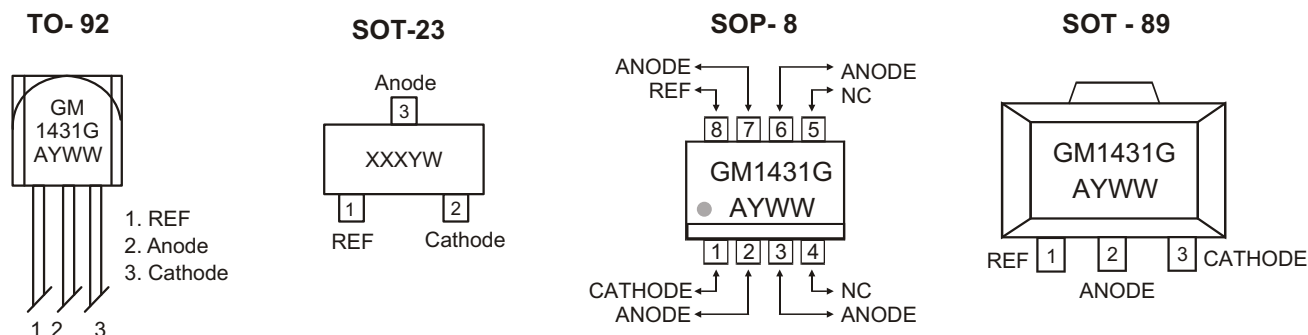 TO- 92
GM
1431G
AYWW
1. REF
2. Anode
3. Cathode
1 2 3
SOT-23
Anode
3
XXXYW
1 2
REF Cathode
SOP- 8
ANODE ANODE
REF NC
8 7 6 5
GM1431G
AYWW
1 2 3 4
CATHODE NC
ANODE ANODE
SOT - 89
GM1431G
AYWW
REF 1 2 3 CATHODE
ANODE